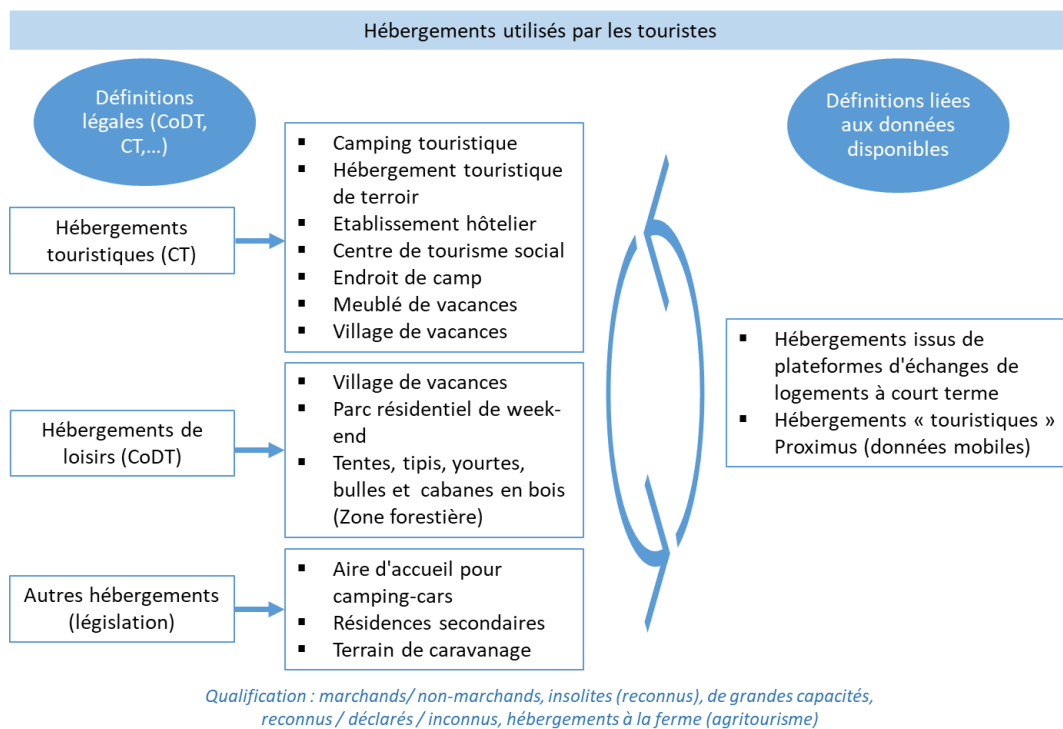 Hébergements utilisés par les touristes
Définitions
légales (CoDT,
CT,...)
Hébergements
touristiques (CT)
▪ Camping touristique
▪ Hébergement touristique
de terroir
▪ Etablissement hôtelier
▪ Centre de tourisme social
▪ Endroit de camp
▪ Meublé de vacances
▪ Village de vacances
Hébergements de
loisirs (CoDT)
▪ Village de vacances
▪ Parc résidentiel de week-
end
▪ Tentes, tipis, yourtes,
bulles et cabanes en bois
(Zone forestière)
Autres hébergements
(législation)
▪ Aire d'accueil pour
camping-cars
▪ Résidences secondaires
▪ Terrain de caravanage
Définitions liées
aux données
disponibles
▪ Hébergements issus de
plateformes d'échanges de
logements à court terme
▪ Hébergements « touristiques »
Proximus (données mobiles)
Qualification : marchands/ non-marchands, insolites (reconnu), de grandes capacités,
reconnus / déclarés / inconnus, hébergements à la ferme (agritourisme)